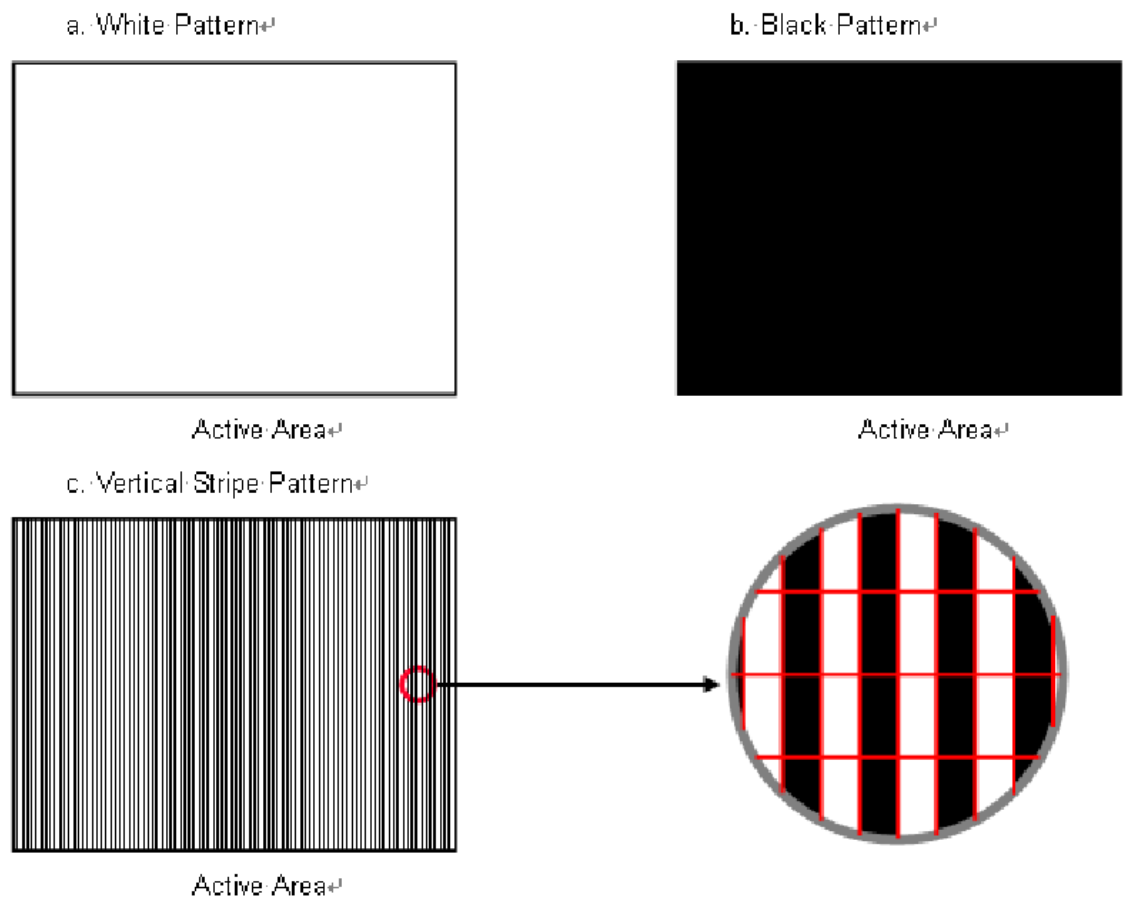 a. White Pattern↵
b. Black Pattern↵
Active Area↵
Active Area↵
c. Vertical Stripe Pattern↵
Active Area↵